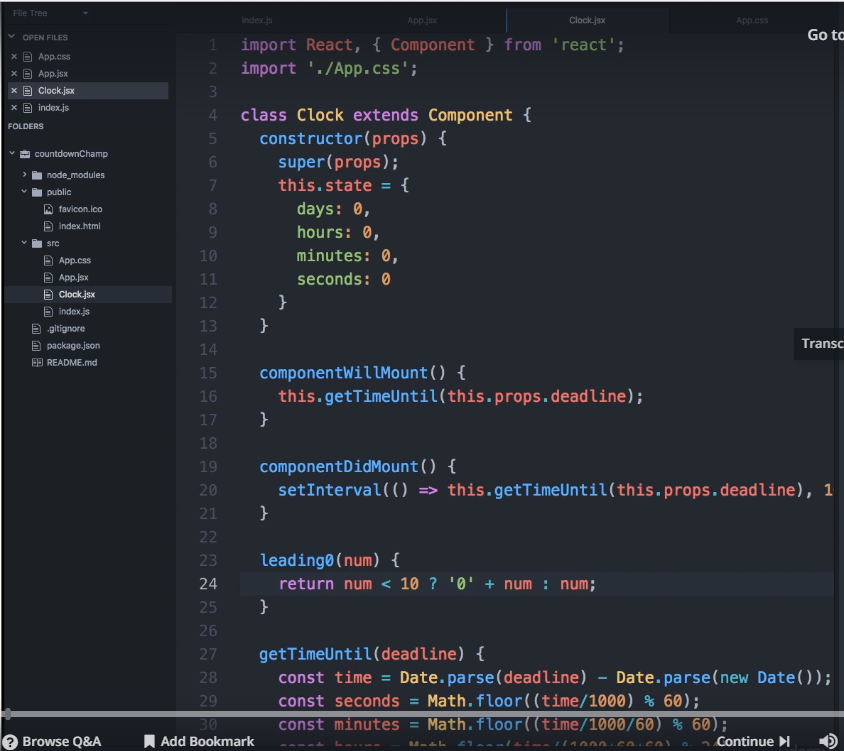 File Tree
index.js
App.jsx
Clock.jsx
App.css
Go to
OPEN FILES
App.css
App.jsx
Clock.jsx
index.js
FOLDERS
countdownChamp
node_modules
public
favicon.ico
index.html
src
App.css
App.jsx
Clock.jsx
index.js
.gitignore
package.json
README.md
1 import React, { Component } from 'react';
2 import './App.css';
3
4 class Clock extends Component {
5 constructor(props) {
6 super(props);
7 this.state = {
8 days: 0,
9 hours: 0,
10 minutes: 0,
11 seconds: 0
12 }
13 }
14
15 componentWillMount() {
16 this.getTimeUntil(this.props.deadline);
17 }
18
19 componentDidMount() {
20 setInterval(() => this.getTimeUntil(this.props.deadline), 1
21 }
22
23 leading0(num) {
24 return num < 10 ? '0' + num : num;
25 }
26
27 getTimeUntil(deadline) {
28 const time = Date.parse(deadline) - Date.parse(new Date());
29 const seconds = Math.floor((time/1000) % 60);
30 const minutes = Math.floor((time/1000/60) % 60);
Transc
Browse Q&A
Add Bookmark
Continue